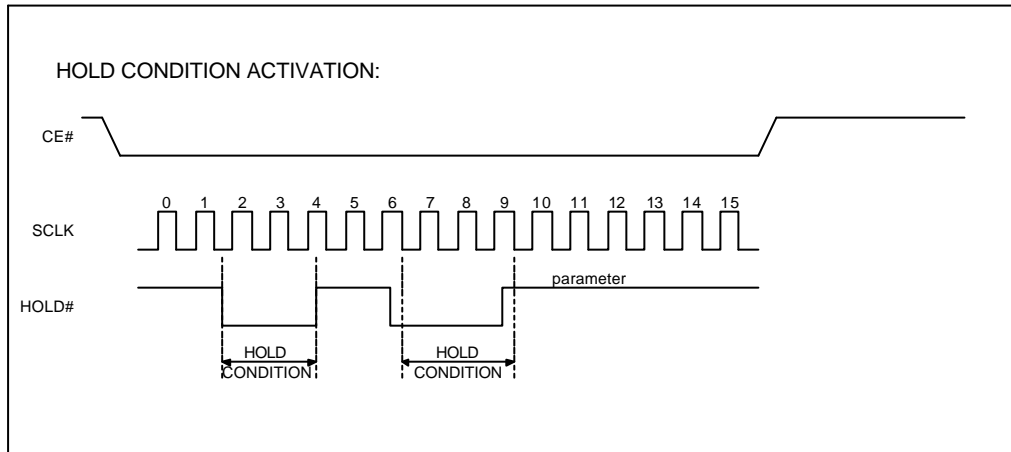 HOLD CONDITION ACTIVATION:
CE#
0 1 2 3 4 5 6 7 8 9 10 11 12 13 14 15
SCLK
parameter
HOLD#
HOLD HOLD
CONDITION CONDITION